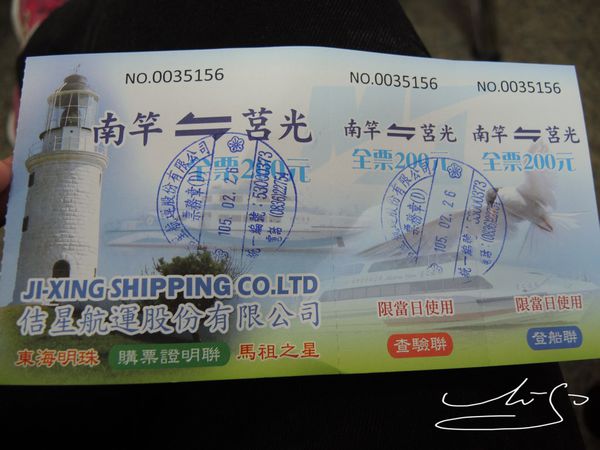 NO.0035156
南竿⇌莒光
全票200元
105. 02. 26
JI-XING SHIPPING CO.LTD
佶星航運股份有限公司
東海明珠 購票證明聯 馬祖之星
NO.0035156
南竿⇌莒光
全票200元
105. 02. 26
限當日使用
查驗聯
NO.0035156
南竿⇌莒光
全票200元
限當日使用
登船聯